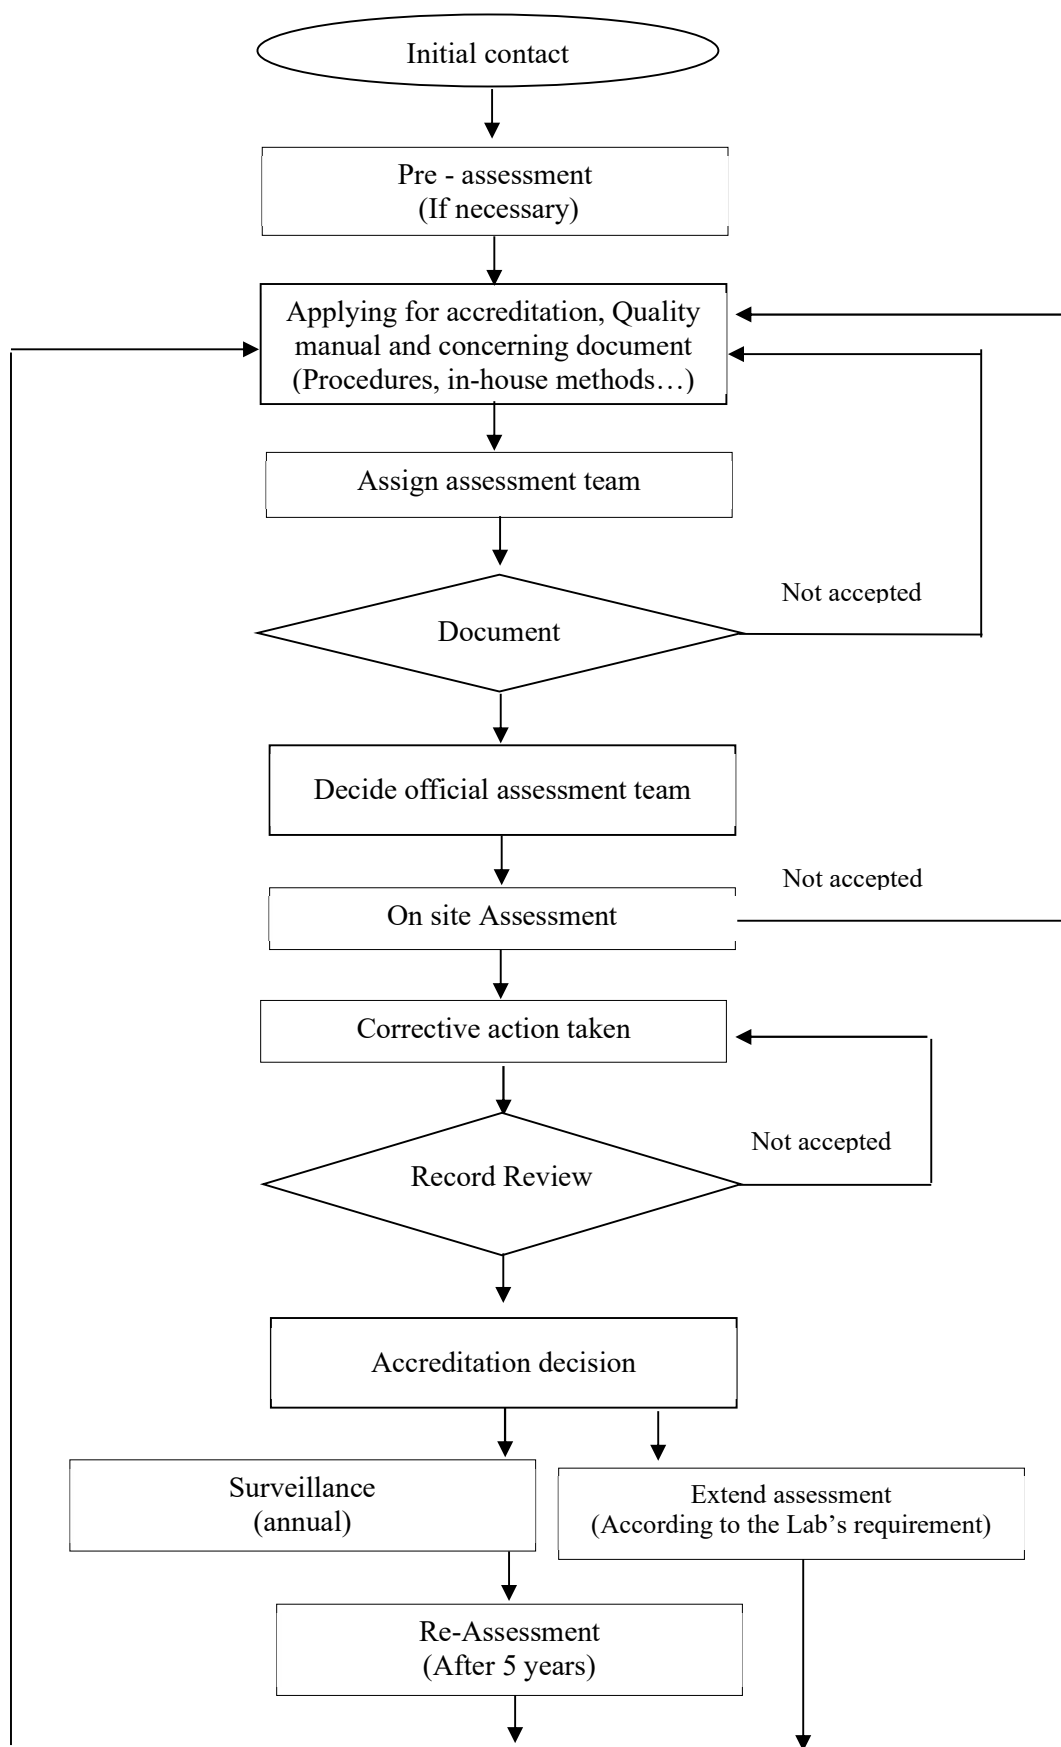 Initial contact
Pre - assessment
(If necessary)
Applying for accreditation, Quality
manual and concerning document
(Procedures, in-house methods…)
Assign assessment team
Not accepted
Document
Decide official assessment team
Not accepted
On site Assessment
Corrective action taken
Not accepted
Record Review
Accreditation decision
Surveillance
(annual)
Extend assessment
(According to the Lab’s requirement)
Re-Assessment
(After 5 years)